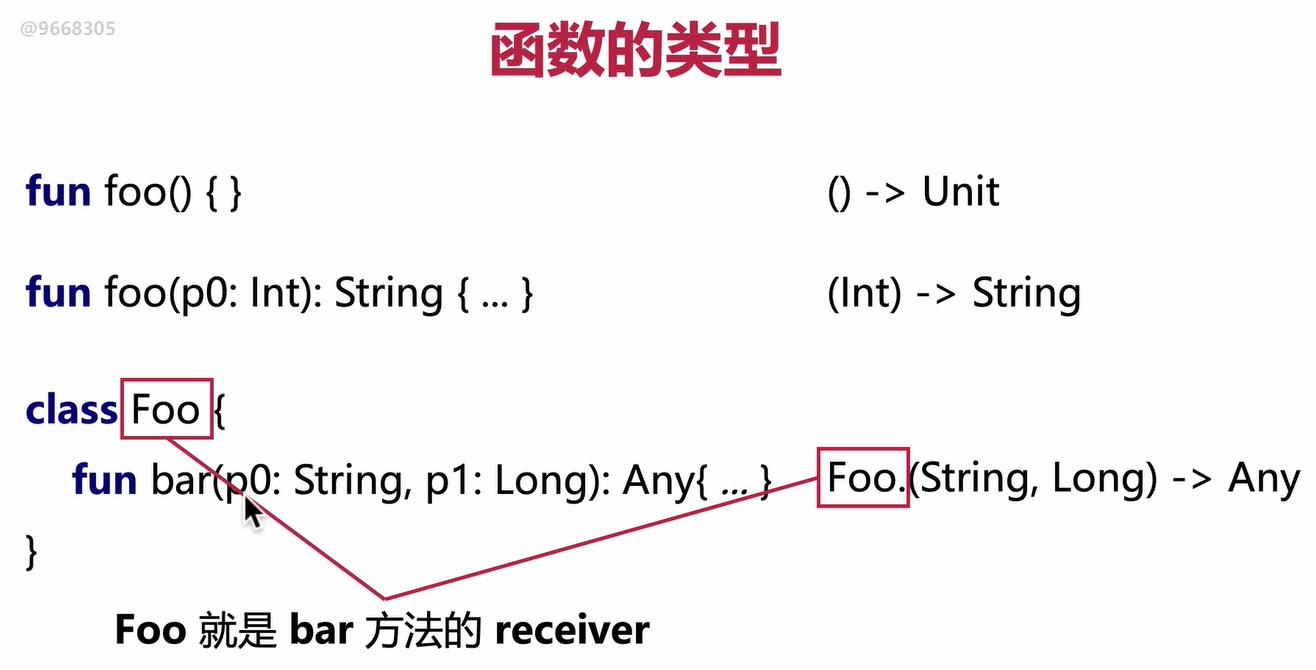 @9668305
函数的类型
fun foo() { } () -> Unit
fun foo(p0: Int): String { ... } (Int) -> String
class Foo {
fun bar(p0: String, p1: Long): Any{ ... } Foo.(String, Long) -> Any
}
Foo 就是 bar 方法的 receiver